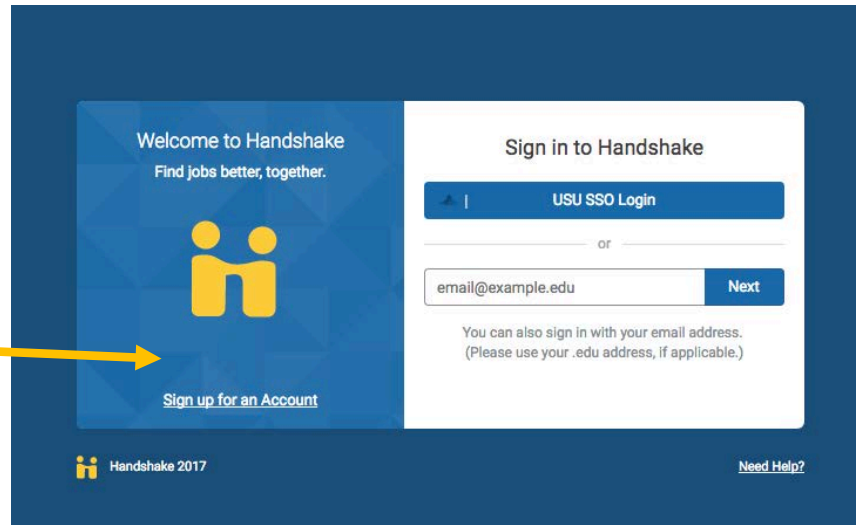 Welcome to Handshake
Find jobs better, together.
Sign up for an Account
Sign in to Handshake
USU SSO Login
or
email@example.edu
Next
You can also sign in with your email address.
(Please use your .edu address, if applicable.)
Handshake 2017
Need Help?